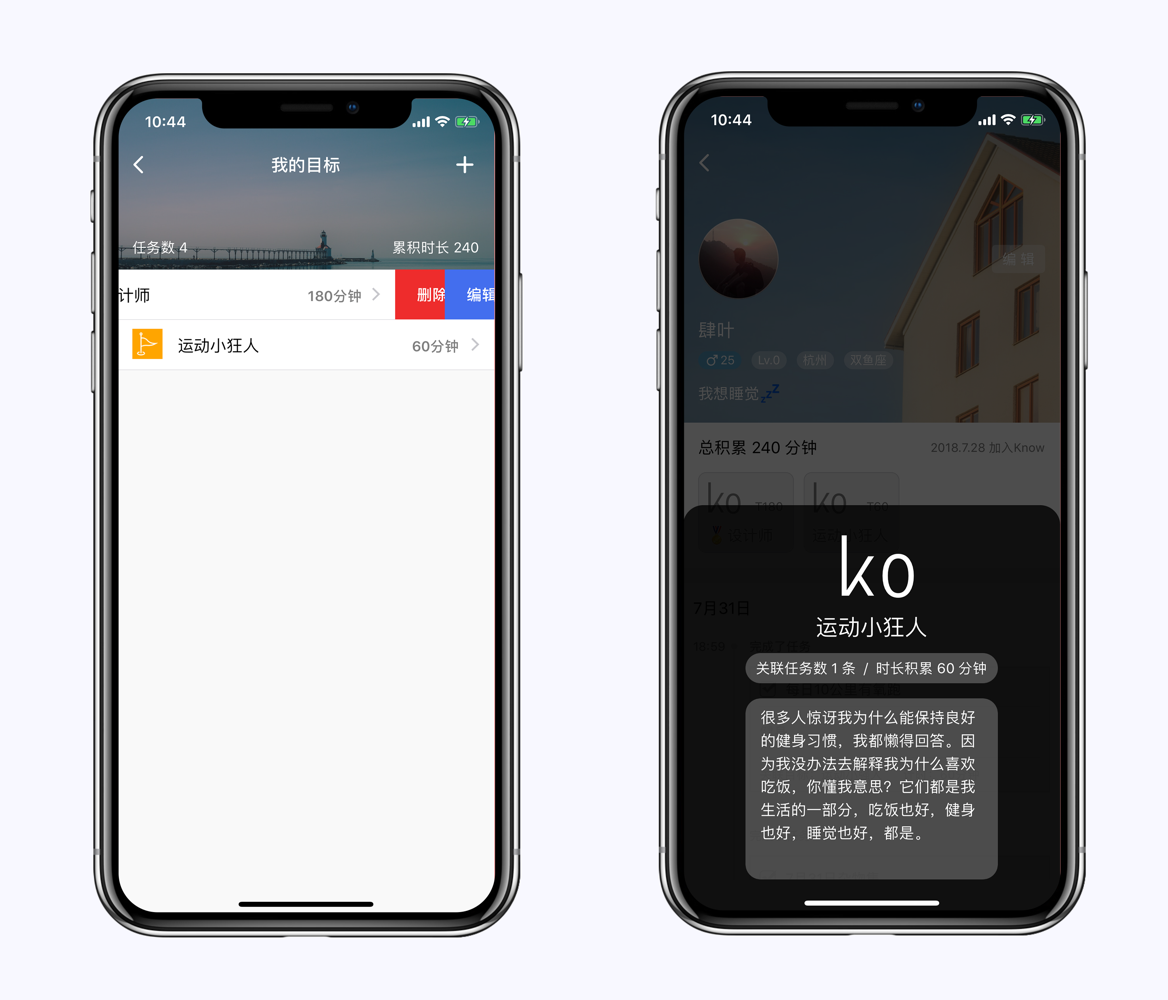 10:44
我的目标
任务数 4
累积时长 240
计师
180分钟
删除
编辑
运动小狂人
60分钟
10:44
编 辑
肆叶
25
Lv.0
杭州
双鱼座
我想睡觉
总积累 240 分钟
2018.7.28 加入Know
ko
T180
设计师
ko
T60
运动小狂人
7月31日
18:59
ko
运动小狂人
关联任务数 1 条 / 时长积累 60 分钟
很多人惊讶我为什么能保持良好
的健身习惯，我都懒得回答。因
为我没办法去解释我为什么喜欢
吃饭，你懂我意思？它们都是我
生活的一部分，吃饭也好，健身
也好，睡觉也好，都是。